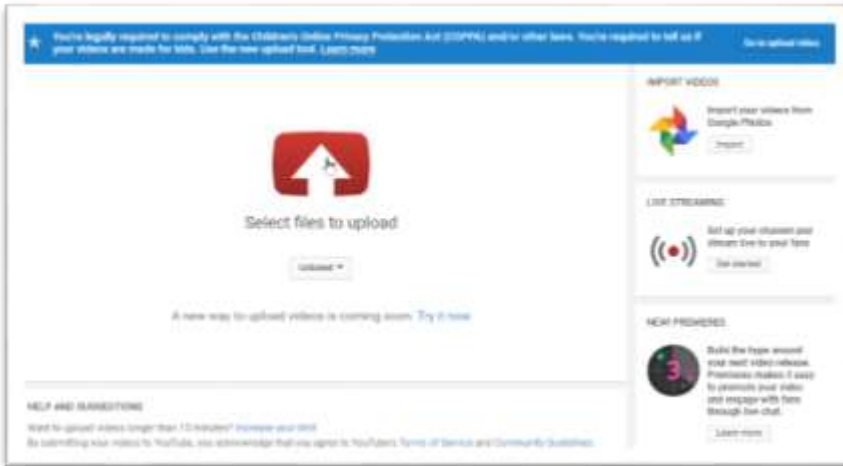 You're legally required to comply with the Children's Online Privacy Protection Act (COPPA) and/or other laws. You're required to tell us if
your videos are made for kids. Use the new upload tool. Learn more
Go to upload video
Select files to upload
Unlisted
A new way to upload videos is coming soon. Try it now
HELP AND SUGGESTIONS
Want to upload videos longer than 15 minutes? Increase your limit
By submitting your videos to YouTube, you acknowledge that you agree to YouTube's Terms of Service and Community Guidelines.
IMPORT VIDEOS
Import your videos from
Google Photos
Import
LIVE STREAMING
Set up your channel and
stream live to your fans
Get started
NEW! PREMIERES
3
Build the hype around
your next video release.
Premieres makes it easy
to promote your video
and engage with fans
through live chat.
Learn more